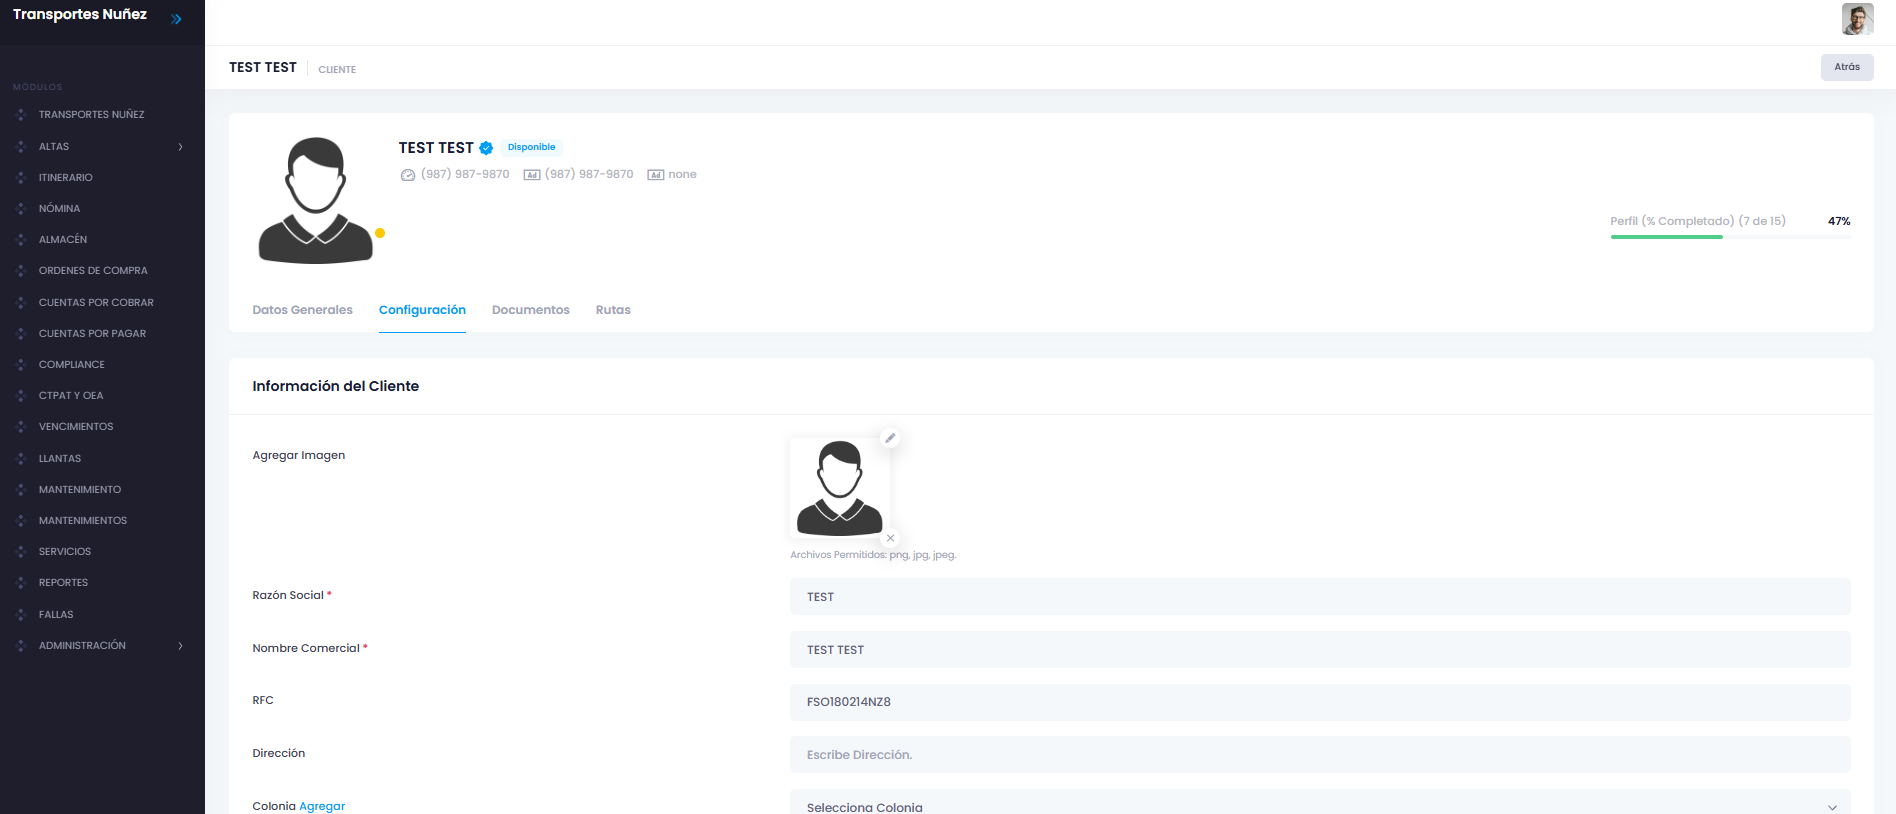 Transportes Nuñez
MÓDULOS
TRANSPORTES NUÑEZ
ALTAS
ITINERARIO
NÓMINA
ALMACÉN
ORDENES DE COMPRA
CUENTAS POR COBRAR
CUENTAS POR PAGAR
COMPLIANCE
CTPAT Y OEA
VENCIMIENTOS
LLANTAS
MANTENIMIENTO
MANTENIMIENTOS
SERVICIOS
REPORTES
FALLAS
ADMINISTRACIÓN
TEST TEST CLIENTE
Atrás
TEST TEST Disponible
(987) 987-9870 Ad (987) 987-9870 Ad none
Perfil (% Completado) (7 de 15) 47%
Datos Generales Configuración Documentos Rutas
Información del Cliente
Agregar Imagen
Archivos Permitidos: png, jpg, jpeg.
Razón Social * TEST
Nombre Comercial * TEST TEST
RFC FSO180214NZ8
Dirección Escribe Dirección.
Colonia Agregar Selecciona Colonia